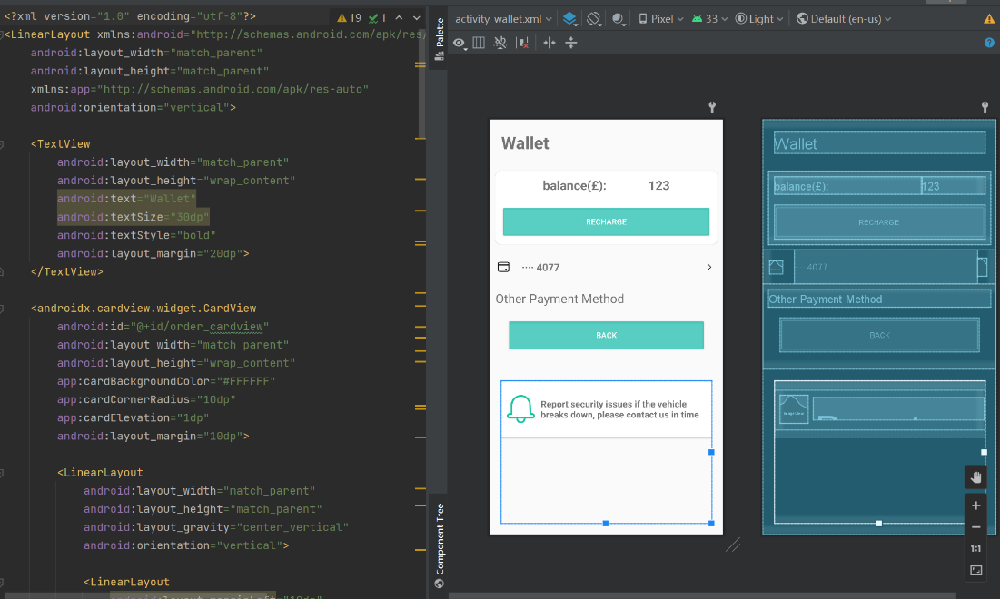 <?xml version="1.0" encoding="utf-8"?>
19 1
<LinearLayout xmlns:android="http://schemas.android.com/apk/res/
android:layout_width="match_parent"
android:layout_height="match_parent"
xmlns:app="http://schemas.android.com/apk/res-auto"
android:orientation="vertical">
<TextView
android:layout_width="match_parent"
android:layout_height="wrap_content"
android:text="Wallet"
android:textSize="30dp"
android:textStyle="bold"
android:layout_margin="20dp">
</TextView>
<androidx.cardview.widget.CardView
android:id="@+id/order_cardview"
android:layout_width="match_parent"
android:layout_height="wrap_content"
app:cardBackgroundColor="#FFFFFF"
app:cardCornerRadius="10dp"
app:cardElevation="1dp"
android:layout_margin="10dp">
<LinearLayout
android:layout_width="match_parent"
android:layout_height="match_parent"
android:layout_gravity="center_vertical"
android:orientation="vertical">
<LinearLayout
Palette
Component Tree
activity_wallet.xml
Pixel
33
Light
Default (en-us)
Wallet
balance(£): 123
RECHARGE
···· 4077
Other Payment Method
BACK
Report security issues if the vehicle
breaks down, please contact us in time
Wallet
balance(£): 123
RECHARGE
4077
Other Payment Method
BACK
1:1